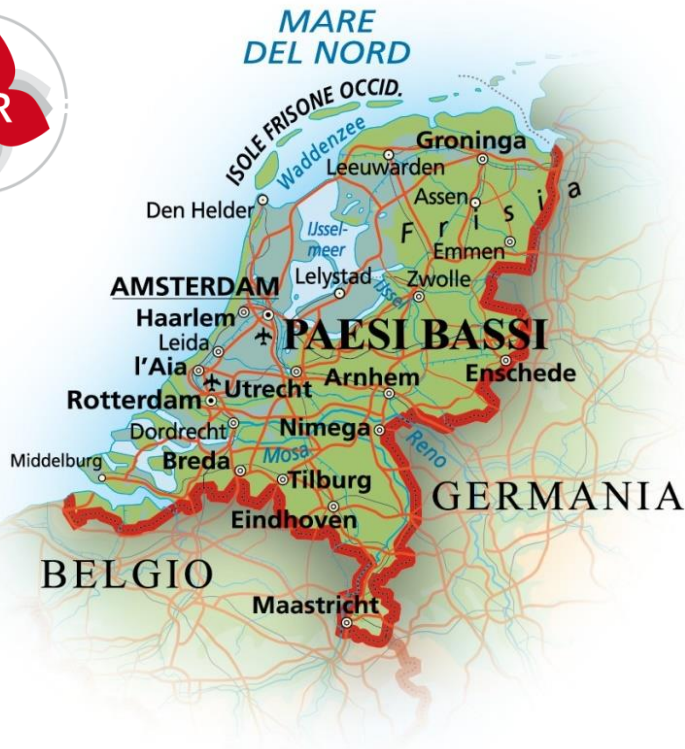 MARE
DEL NORD
R
ISOLE FRISONE OCCID.
Waddenzee
Groninga
Leeuwarden
Assen
Den Helder
Frisia
IJssel-
meer
Emmen
Lelystad
Zwolle
IJssel
AMSTERDAM
Haarlem
PAESI BASSI
Leida
l'Aia
Utrecht
Arnhem
Enschede
Rotterdam
Dordrecht
Nimega
Reno
Middelburg
Breda
Mosa
Tilburg
GERMANIA
Eindhoven
BELGIO
Maastricht